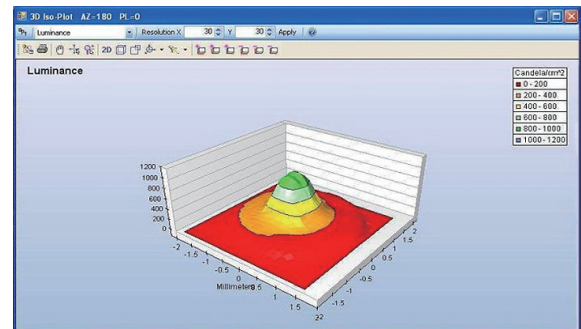 3D Iso-Plot AZ-180 PL-0
Luminance Resolution X 30 Y 30 Apply
2D
Luminance
Candela/cm^2
0 - 200
200 - 400
400 - 600
600 - 800
800 - 1000
1000 - 1200
1200
1000
800
600
400
200
0
-2
-1.5
-1
-0.5
0
0.5
1
1.5
2
Millimeters
2
1.5
1
0.5
0
-0.5
-1
-1.5
-2